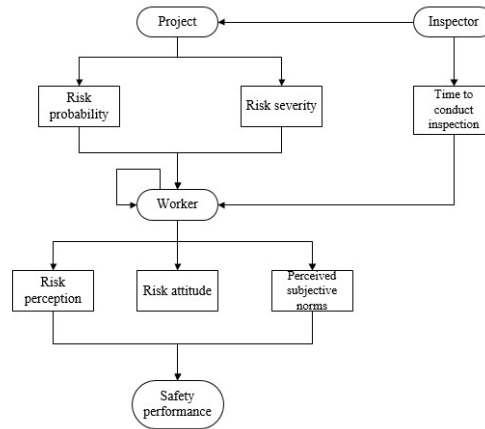 Project
Inspector
Risk
probability
Risk severity
Time to
conduct
inspection
Worker
Risk
perception
Risk attitude
Perceived
subjective
norms
Safety
performance